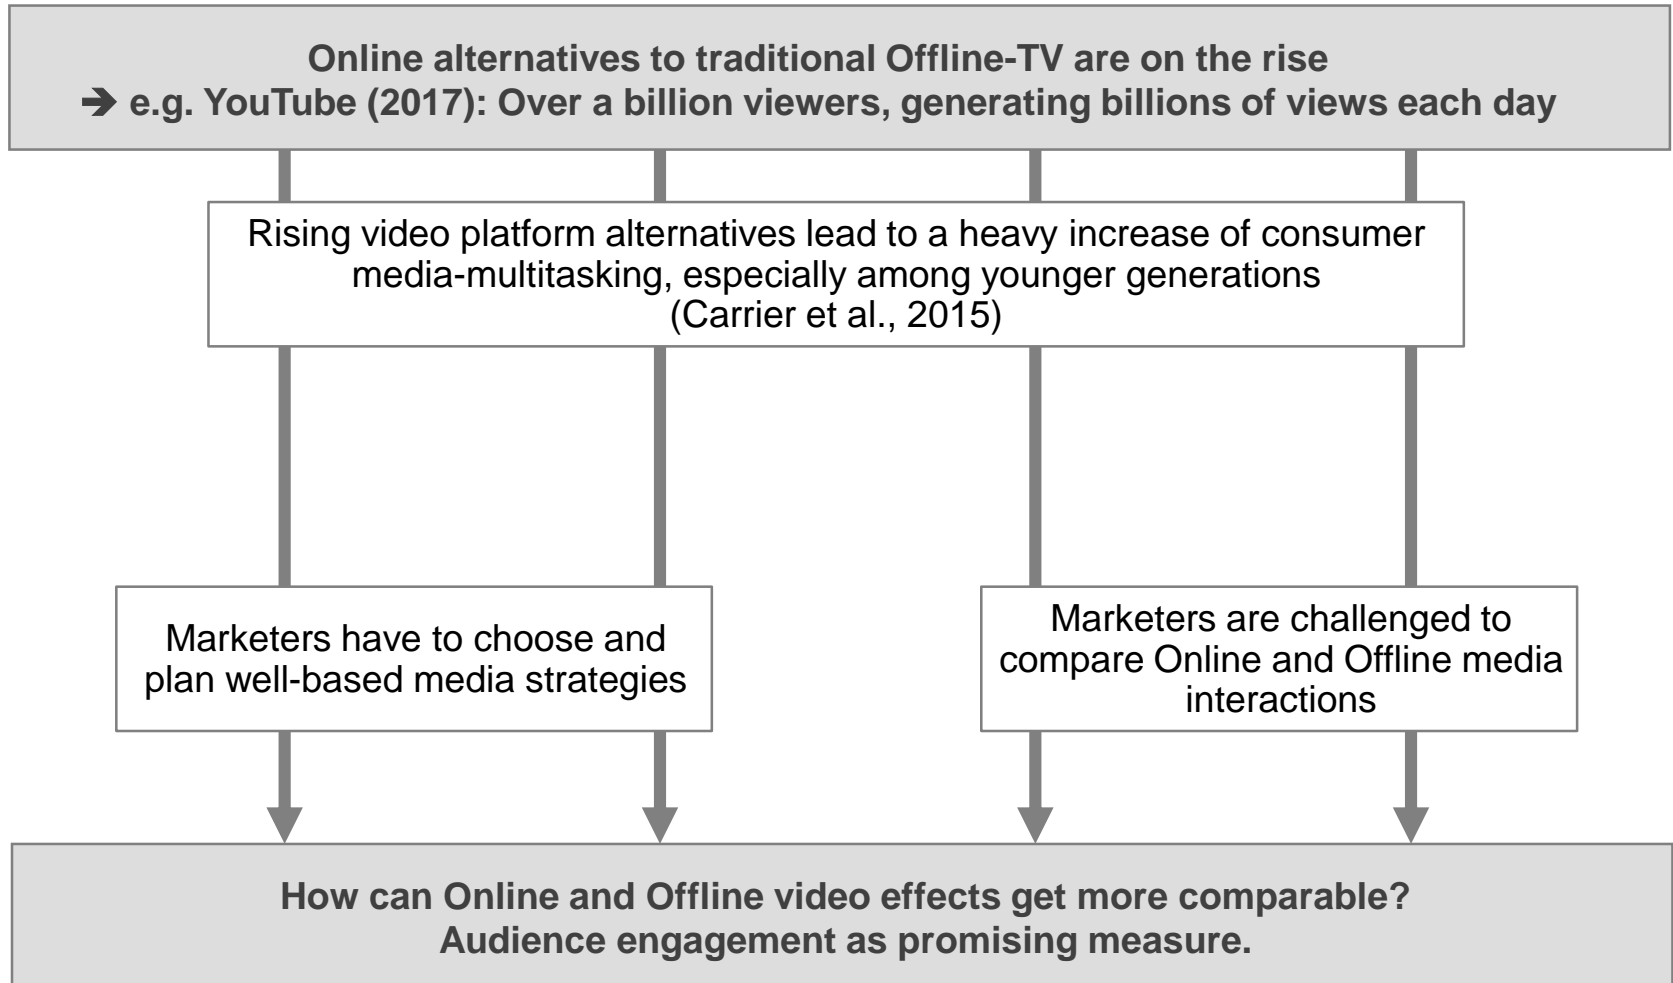 Online alternatives to traditional Offline-TV are on the rise
➔ e.g. YouTube (2017): Over a billion viewers, generating billions of views each day
Rising video platform alternatives lead to a heavy increase of consumer
media-multitasking, especially among younger generations
(Carrier et al., 2015)
Marketers have to choose and
plan well-based media strategies
Marketers are challenged to
compare Online and Offline media
interactions
How can Online and Offline video effects get more comparable?
Audience engagement as promising measure.